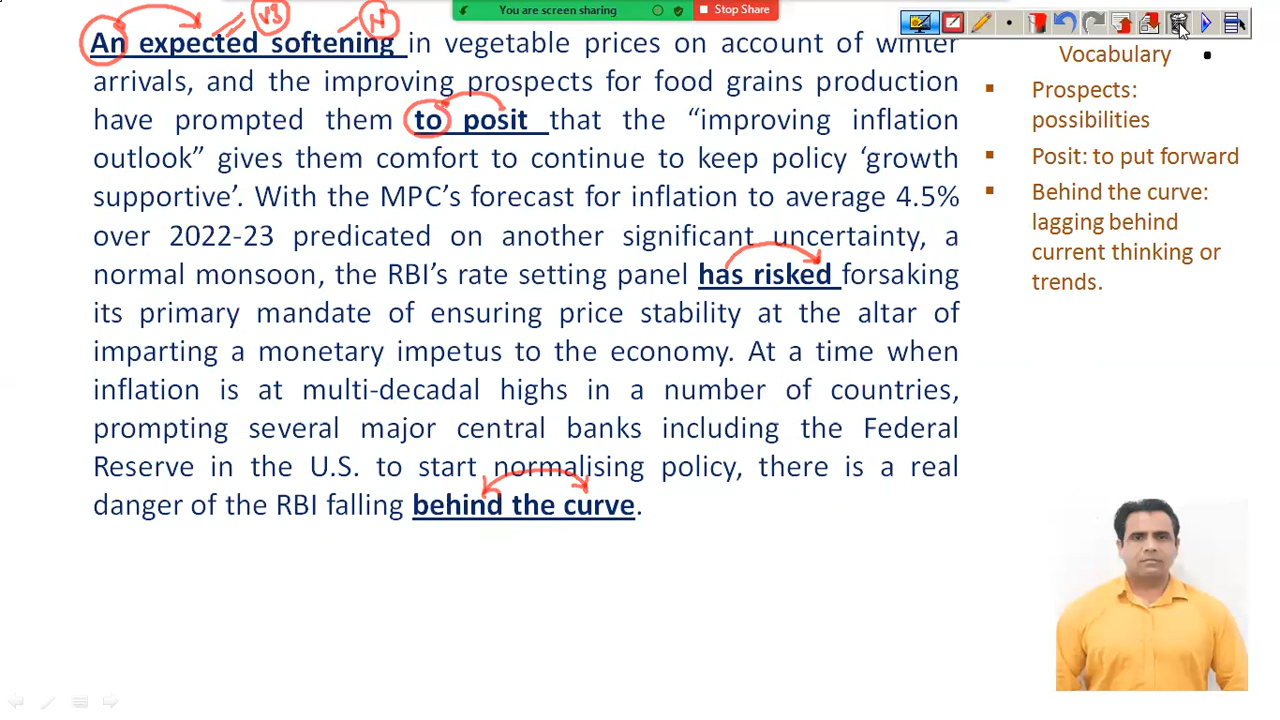 You are screen sharing Stop Share
V3 N
An expected softening in vegetable prices on account of winter
arrivals, and the improving prospects for food grains production
have prompted them to posit that the “improving inflation
outlook” gives them comfort to continue to keep policy ‘growth
supportive’. With the MPC’s forecast for inflation to average 4.5%
over 2022-23 predicated on another significant uncertainty, a
normal monsoon, the RBI’s rate setting panel has risked forsaking
its primary mandate of ensuring price stability at the altar of
imparting a monetary impetus to the economy. At a time when
inflation is at multi-decadal highs in a number of countries,
prompting several major central banks including the Federal
Reserve in the U.S. to start normalising policy, there is a real
danger of the RBI falling behind the curve.
Vocabulary
Prospects:
possibilities
Posit: to put forward
Behind the curve:
lagging behind
current thinking or
trends.